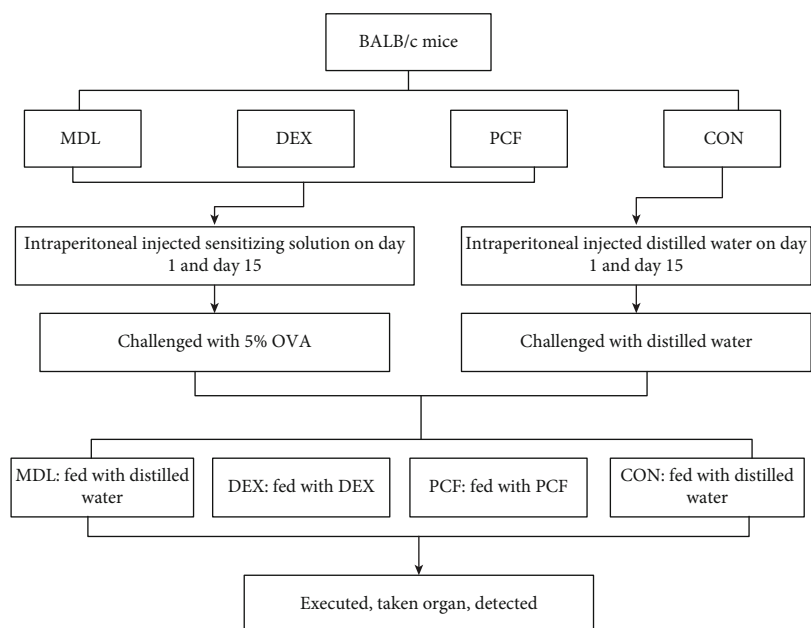 BALB/c mice
MDL
DEX
PCF
CON
Intraperitoneal injected sensitizing solution on day
1 and day 15
Intraperitoneal injected distilled water on day
1 and day 15
Challenged with 5% OVA
Challenged with distilled water
MDL: fed with distilled
water
DEX: fed with DEX
PCF: fed with PCF
CON: fed with distilled
water
Executed, taken organ, detected